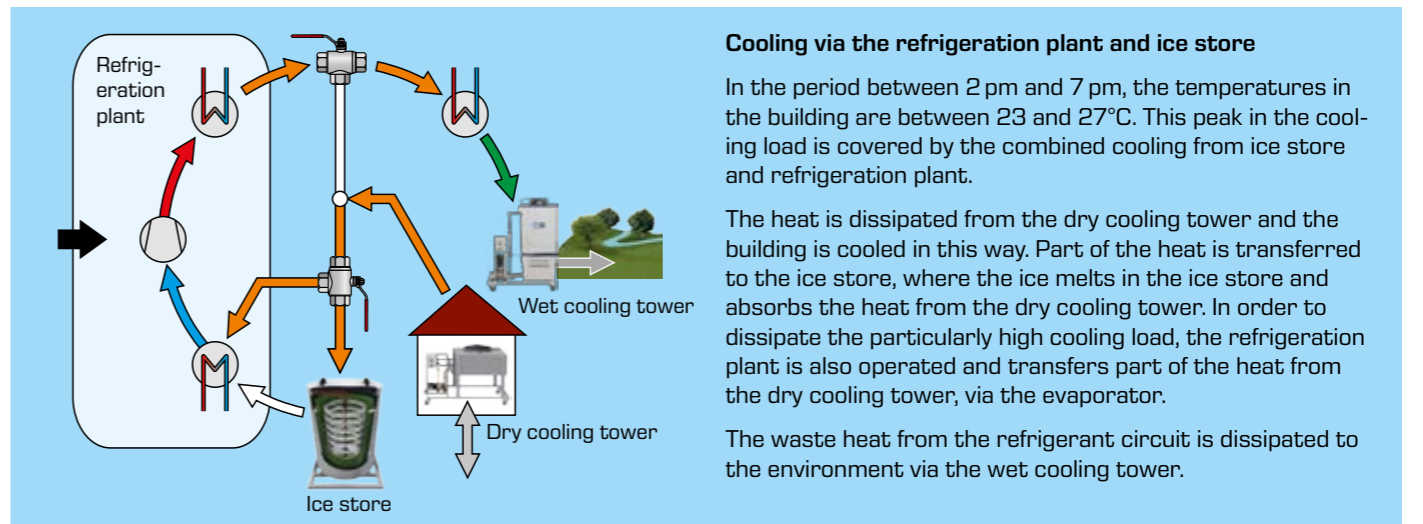 Refrig-
eration
plant
Wet cooling tower
Dry cooling tower
Ice store
Cooling via the refrigeration plant and ice store
In the period between 2 pm and 7 pm, the temperatures in
the building are between 23 and 27°C. This peak in the cool-
ing load is covered by the combined cooling from ice store
and refrigeration plant.
The heat is dissipated from the dry cooling tower and the
building is cooled in this way. Part of the heat is transferred
to the ice store, where the ice melts in the ice store and
absorbs the heat from the dry cooling tower. In order to
dissipate the particularly high cooling load, the refrigeration
plant is also operated and transfers part of the heat from
the dry cooling tower, via the evaporator.
The waste heat from the refrigerant circuit is dissipated to
the environment via the wet cooling tower.